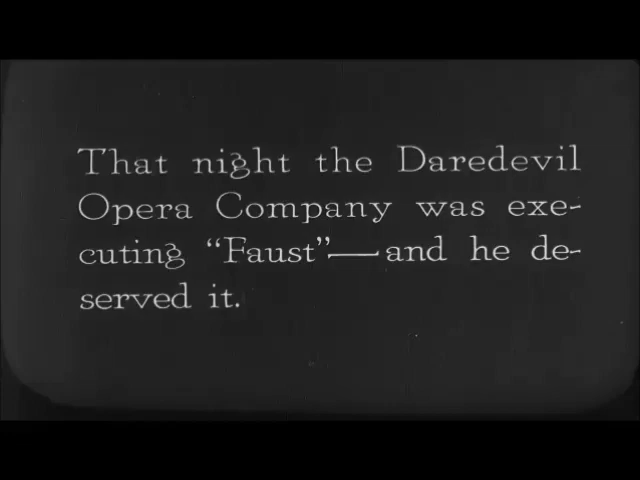 That night the Daredevil
Opera Company was exe-
cuting “Faust”—and he de-
served it.